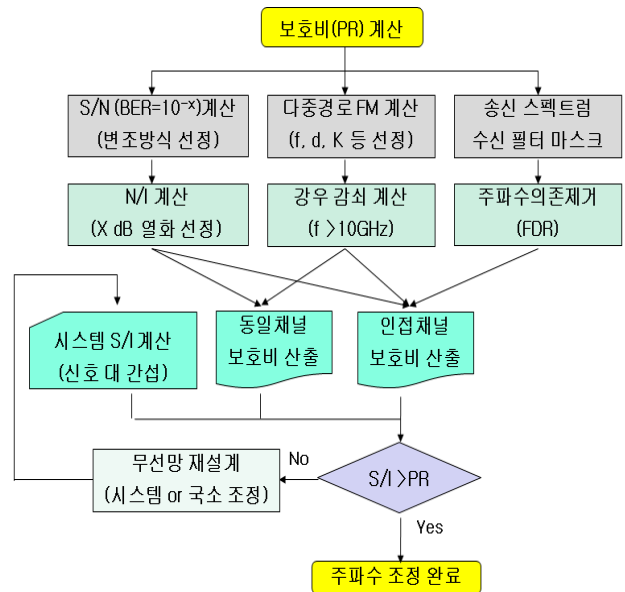 보호비(PR) 계산
S/N (BER=10⁻ˣ)계산
(변조방식 선정)
다중경로 FM 계산
(f, d, K 등 선정)
송신 스펙트럼
수신 필터 마스크
N/I 계산
(X dB 열화 선정)
강우 감쇠 계산
(f >10GHz)
주파수의존제거
(FDR)
시스템 S/I 계산
(신호 대 간섭)
동일채널
보호비 산출
인접채널
보호비 산출
무선망 재설계
(시스템 or 국소 조정)
No
S/I >PR
Yes
주파수 조정 완료